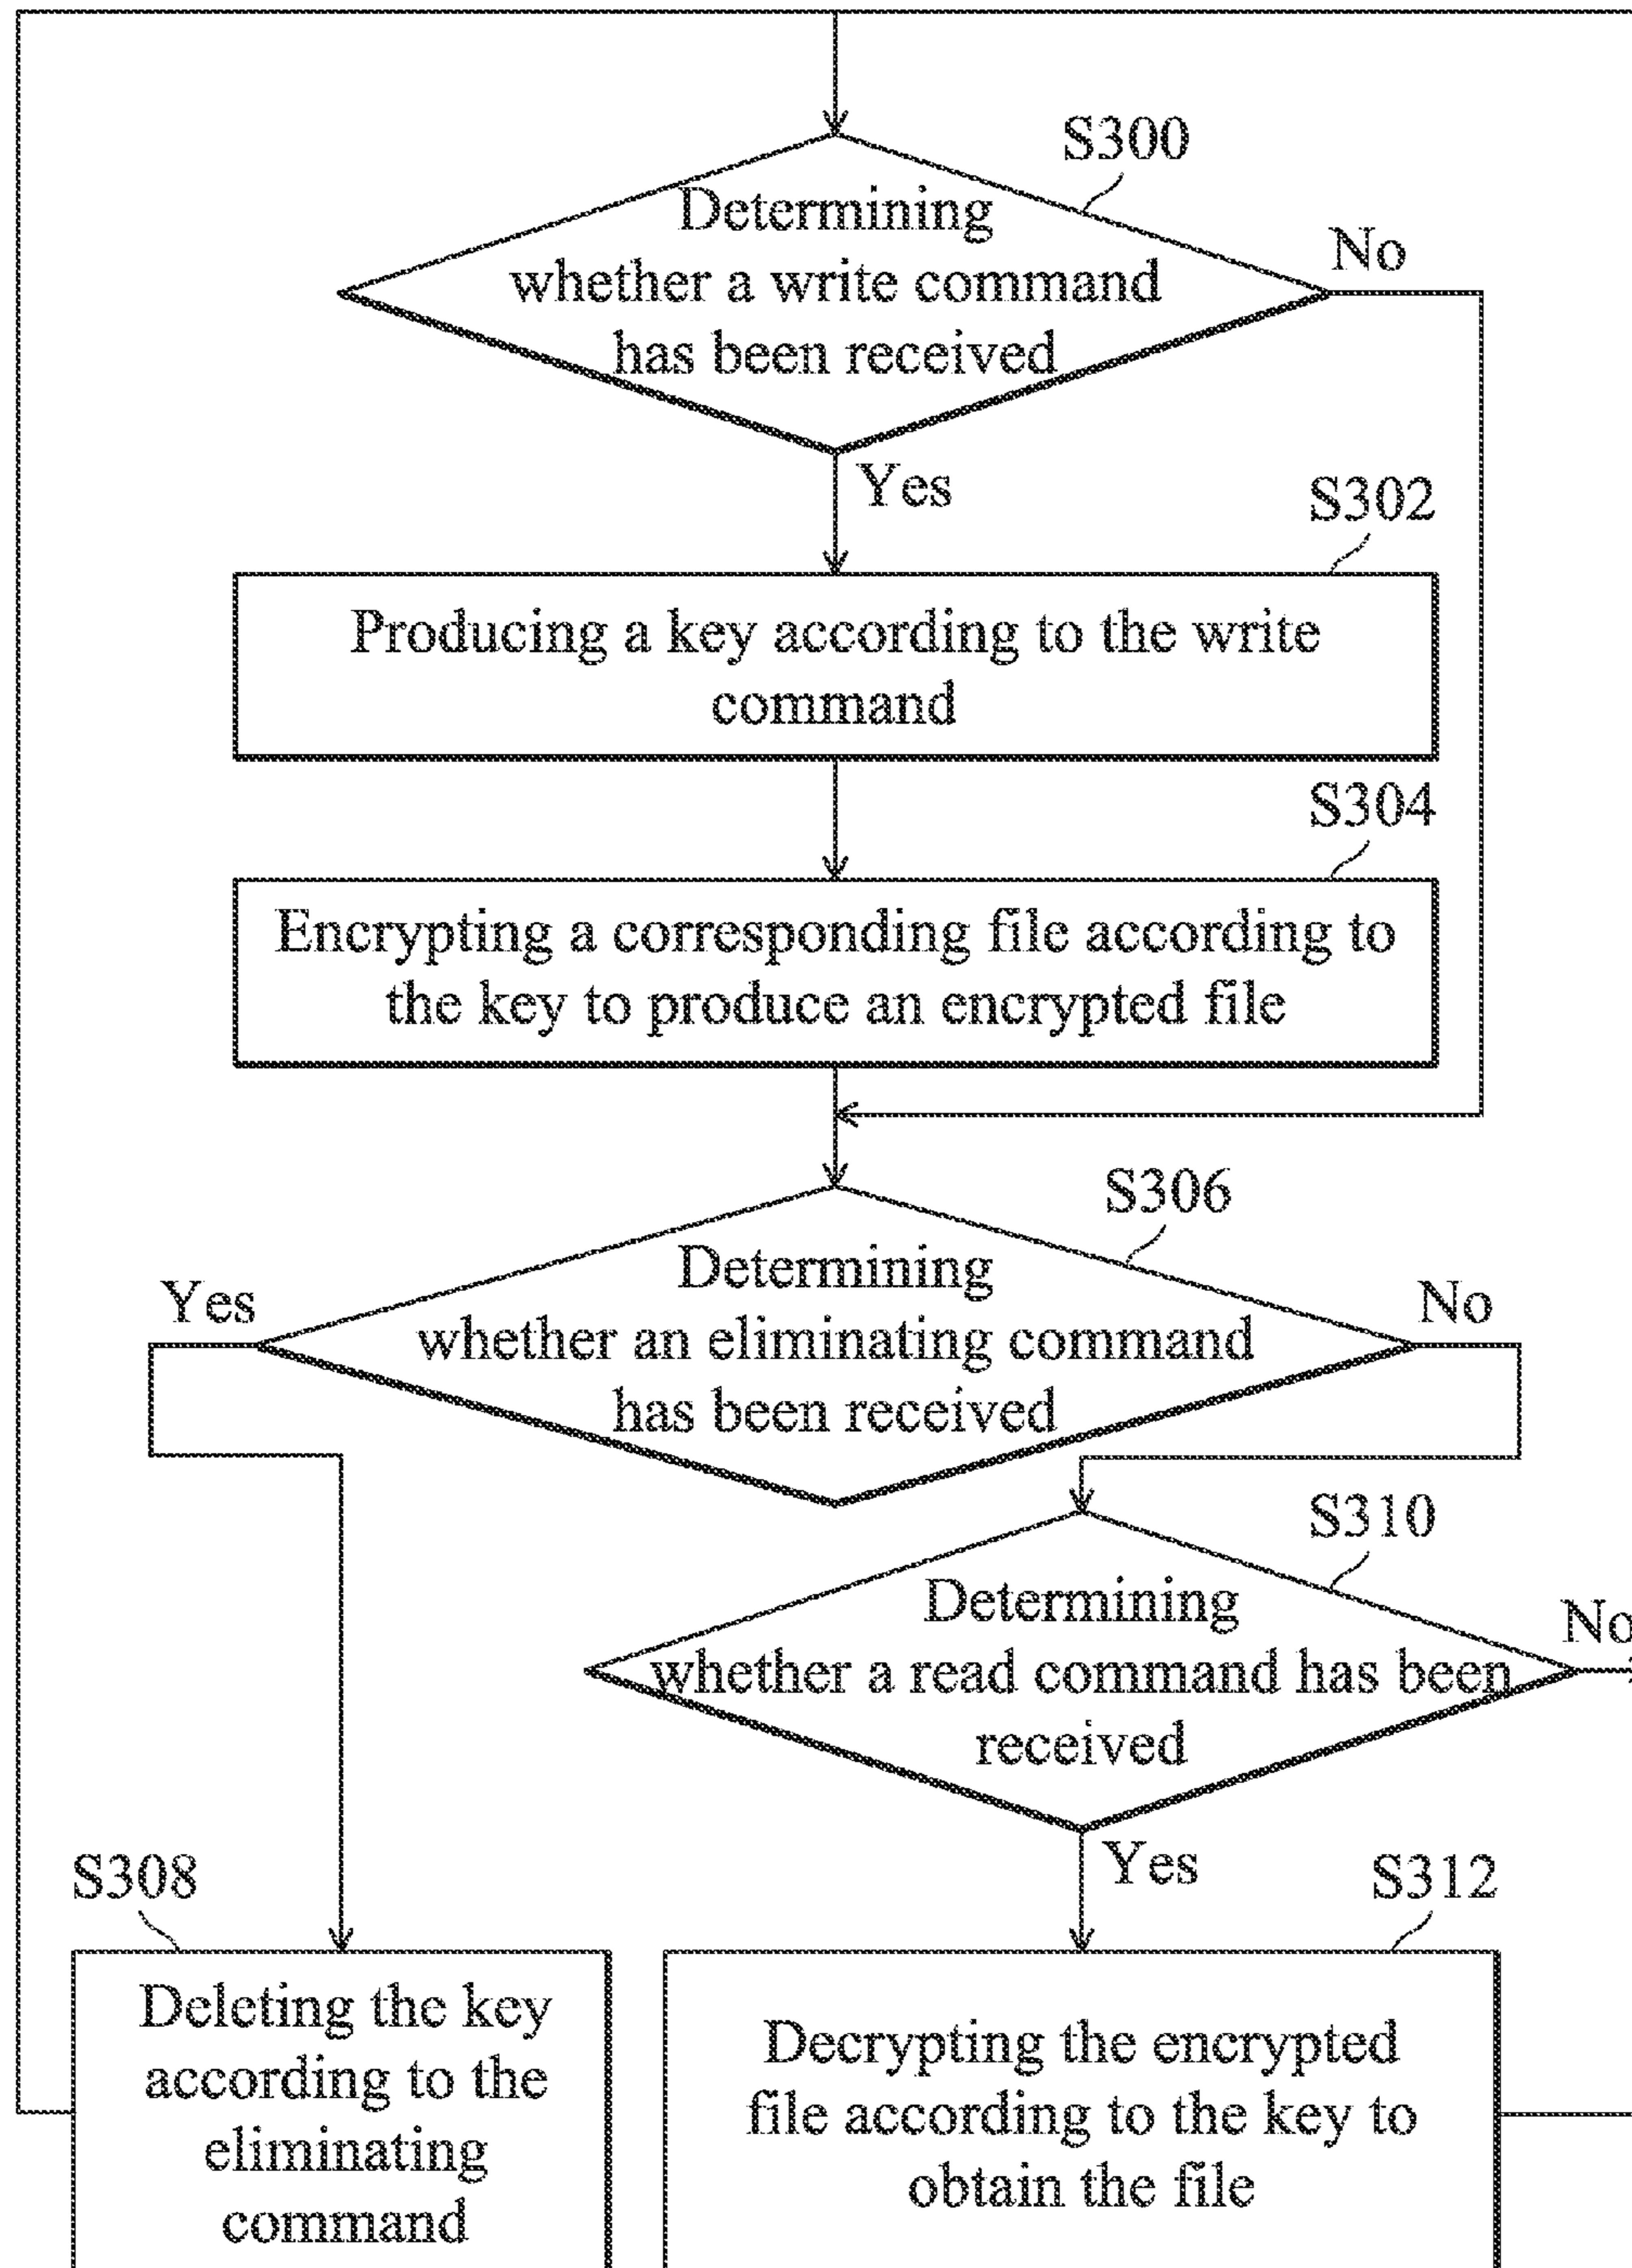 S300
Determining
whether a write command
has been received
No
Yes
S302
Producing a key according to the write
command
S304
Encrypting a corresponding file according to
the key to produce an encrypted file
S306
Determining
whether an eliminating command
has been received
Yes
No
S310
Determining
whether a read command has been
received
No
Yes
S308
Deleting the key
according to the
eliminating
command
S312
Decrypting the encrypted
file according to the key to
obtain the file